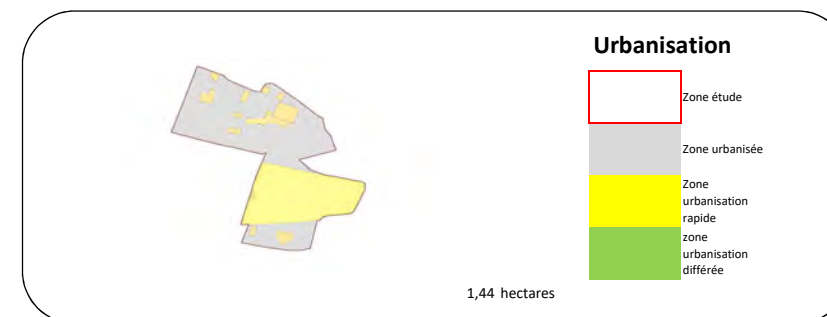 Urbanisation
Zone étude
Zone urbanisée
Zone
urbanisation
rapide
zone
urbanisation
différée
1,44 hectares